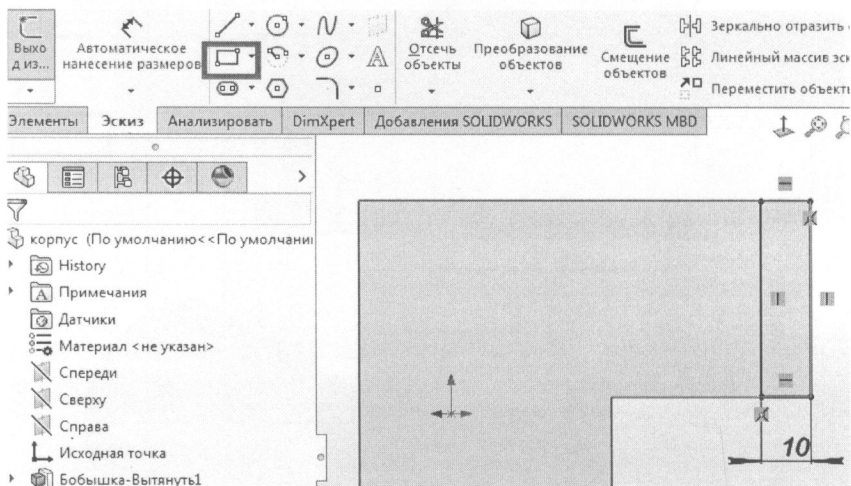 Выхо
д из...
Автоматическое
нанесение размеров
Отсечь
объекты
Преобразование
объектов
Смещение
объектов
Зеркально отразить
Линейный массив эск
Переместить объекты
Элементы
Эскиз
Анализировать
DimXpert
Добавления SOLIDWORKS
SOLIDWORKS MBD
корпус (По умолчанию<<По умолчани
History
Примечания
Датчики
Материал <не указан>
Спереди
Сверху
Справа
Исходная точка
Бобышка-Вытянуть1
10